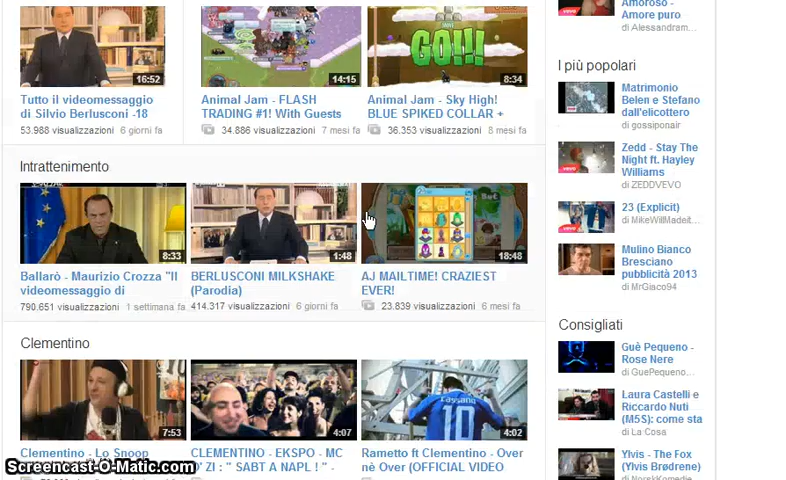 16:52
14:15
GO!!!
8:34
Tutto il videomessaggio
di Silvio Berlusconi -18
53.988 visualizzazioni 6 giorni fa
Animal Jam - FLASH
TRADING #1! With Guests
34.886 visualizzazioni 7 mesi fa
Animal Jam - Sky High!
BLUE SPIKED COLLAR +
36.353 visualizzazioni 8 mesi fa
Intrattenimento
8:33
1:48
18:48
Ballarò - Maurizio Crozza "Il
videomessaggio di
790.651 visualizzazioni 1 settimana fa
BERLUSCONI MILKSHAKE
(Parodia)
414.317 visualizzazioni 6 giorni fa
AJ MAILTIME! CRAZIEST
EVER!
23.839 visualizzazioni 6 mesi fa
Clementino
7:53
4:07
CASSANO
10
4:02
Clementino - Lo Snoop
CLEMENTINO - EKSPO - MC
O' ZI : " SABT A NAPL ! " -
Rametto ft Clementino - Over
nè Over (OFFICIAL VIDEO
Amoroso -
Amore puro
di Alessandram...
vevo
I più popolari
Matrimonio
Belen e Stefano
dall'elicottero
di gossiponair
vevo
Zedd - Stay The
Night ft. Hayley
Williams
di ZEDDVEVO
vevo
23 (Explicit)
di MikeWillMadeit...
Mulino Bianco
Bresciano
pubblicità 2013
di MrGiaco94
Consigliati
Guè Pequeno -
Rose Nere
di GuePequeno...
Laura Castelli e
Riccardo Nuti
(M5S): come sta
di La Cosa
Ylvis - The Fox
(Ylvis Brødrene)
di NorskKomedie
Screencast-O-Matic.com